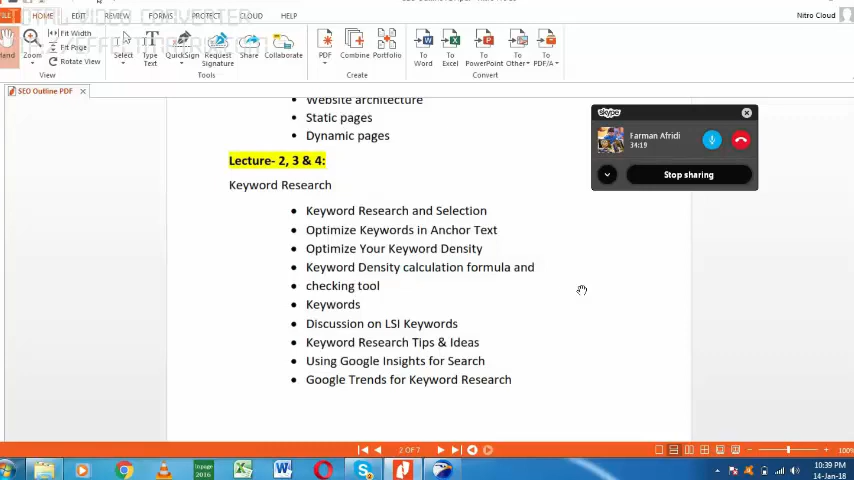 Nitro Cloud
FILE HOME EDIT REVIEW FORMS PROTECT CLOUD HELP
Hand Zoom Fit Width Fit Page Rotate View
View
Select Type Text QuickSign Request Signature Share Collaborate
Tools
PDF Combine Portfolio
Create
To Word To Excel To PowerPoint To Other To PDF/A
Convert
SEO Outline PDF
Website architecture
Static pages
Dynamic pages
Lecture- 2, 3 & 4:
Keyword Research
Keyword Research and Selection
Optimize Keywords in Anchor Text
Optimize Your Keyword Density
Keyword Density calculation formula and
checking tool
Keywords
Discussion on LSI Keywords
Keyword Research Tips & Ideas
Using Google Insights for Search
Google Trends for Keyword Research
skype
Farman Afridi
34:19
Stop sharing
2 OF 7
100%
Inpage 2016
10:39 PM
14-Jan-18